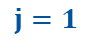 j = 1